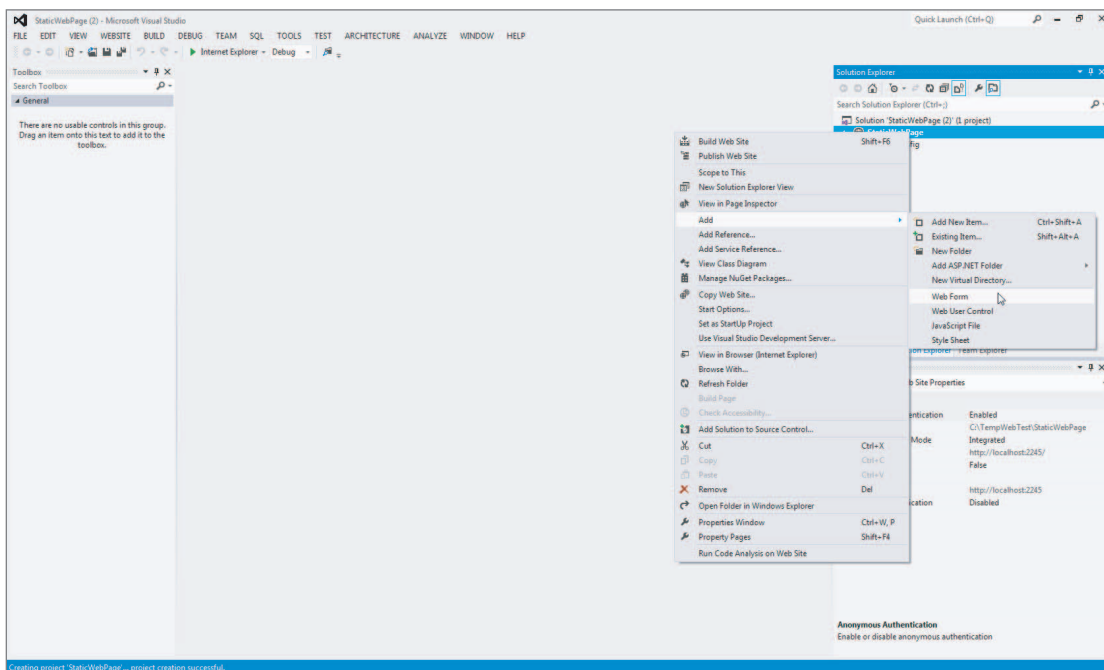 StaticWebPage (2) - Microsoft Visual Studio
Quick Launch (Ctrl+Q)
FILE EDIT VIEW WEBSITE BUILD DEBUG TEAM SQL TOOLS TEST ARCHITECTURE ANALYZE WINDOW HELP
Internet Explorer Debug
Toolbox
Search Toolbox
General
There are no usable controls in this group.
Drag an item onto this text to add it to the
toolbox.
Solution Explorer
Search Solution Explorer (Ctrl+;)
Solution 'StaticWebPage (2)' (1 project)
StaticWebPage
fig
Build Web Site Shift+F6
Publish Web Site
Scope to This
New Solution Explorer View
View in Page Inspector
Add
Add Reference...
Add Service Reference...
View Class Diagram
Manage NuGet Packages...
Copy Web Site...
Start Options...
Set as StartUp Project
Use Visual Studio Development Server...
View in Browser (Internet Explorer)
Browse With...
Refresh Folder
Build Page
Check Accessibility...
Add Solution to Source Control...
Cut Ctrl+X
Copy Ctrl+C
Paste Ctrl+V
Remove Del
Open Folder in Windows Explorer
Properties Window Ctrl+W, P
Property Pages Shift+F4
Run Code Analysis on Web Site
Add New Item... Ctrl+Shift+A
Existing Item... Shift+Alt+A
New Folder
Add ASP.NET Folder
New Virtual Directory...
Web Form
Web User Control
JavaScript File
Style Sheet
ion Explorer Team Explorer
b Site Properties
entication Enabled
C:\TempWebTest\StaticWebPage
Mode Integrated
http://localhost:2245/
False
http://localhost:2245
ication Disabled
Anonymous Authentication
Enable or disable anonymous authentication
Creating project 'StaticWebPage'... project creation successful.